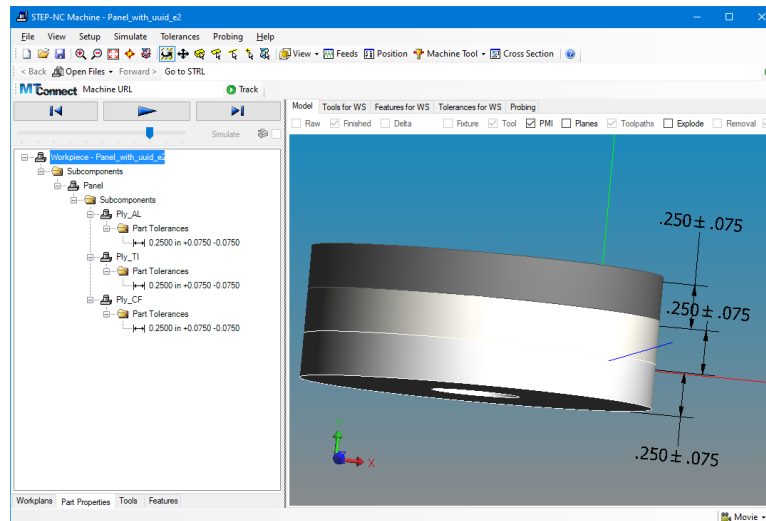 STEP-NC Machine - Panel_with_uuid_e2
File View Setup Simulate Tolerances Probing Help
View Feeds Position Machine Tool Cross Section
< Back Open Files Forward > Go to STRL
MTConnect Machine URL Track
Simulate
Workpiece - Panel_with_uuid_e2
Subcomponents
Panel
Subcomponents
Ply_AL
Part Tolerances
0.2500 in +0.0750 -0.0750
Ply_TI
Part Tolerances
0.2500 in +0.0750 -0.0750
Ply_CF
Part Tolerances
0.2500 in +0.0750 -0.0750
Workplans Part Properties Tools Features
Model Tools for WS Features for WS Tolerances for WS Probing
Raw Finished Delta Fixture Tool PMI Planes Toolpaths Explode Removal
.250 ± .075
.250 ± .075
.250 ± .075
Y
X
Movie